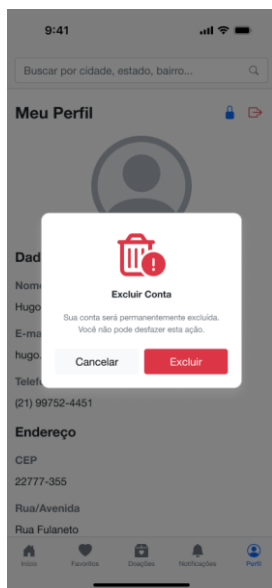 9:41
Buscar por cidade, estado, bairro...
Meu Perfil
Dad
Nom
Hugo
E-ma
hugo.
Telef
(21) 99752-4451
Excluir Conta
Sua conta será permanentemente excluída.
Você não pode desfazer esta ação.
Cancelar Excluir
Endereço
CEP
22777-355
Rua/Avenida
Rua Fulaneto
Início Favoritos Doações Notificações Perfil